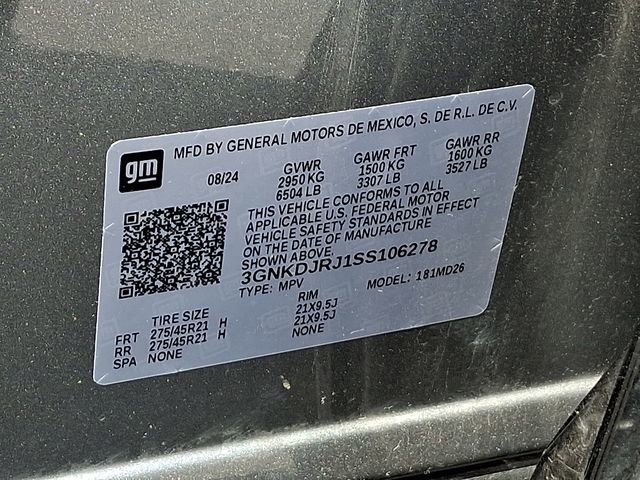 gm
MFD BY GENERAL MOTORS DE MEXICO, S. DE R.L. DE C.V.
08/24 GVWR GAWR FRT GAWR RR
2950 KG 1500 KG 1600 KG
6504 LB 3307 LB 3527 LB
THIS VEHICLE CONFORMS TO ALL
APPLICABLE U.S. FEDERAL MOTOR
VEHICLE SAFETY STANDARDS IN EFFECT
ON THE DATE OF MANUFACTURE
SHOWN ABOVE.
3GNKDJRJ1SS106278
TYPE: MPV MODEL: 181MD26
TIRE SIZE RIM
FRT 275/45R21 H 21X9.5J
RR 275/45R21 H 21X9.5J
SPA NONE NONE